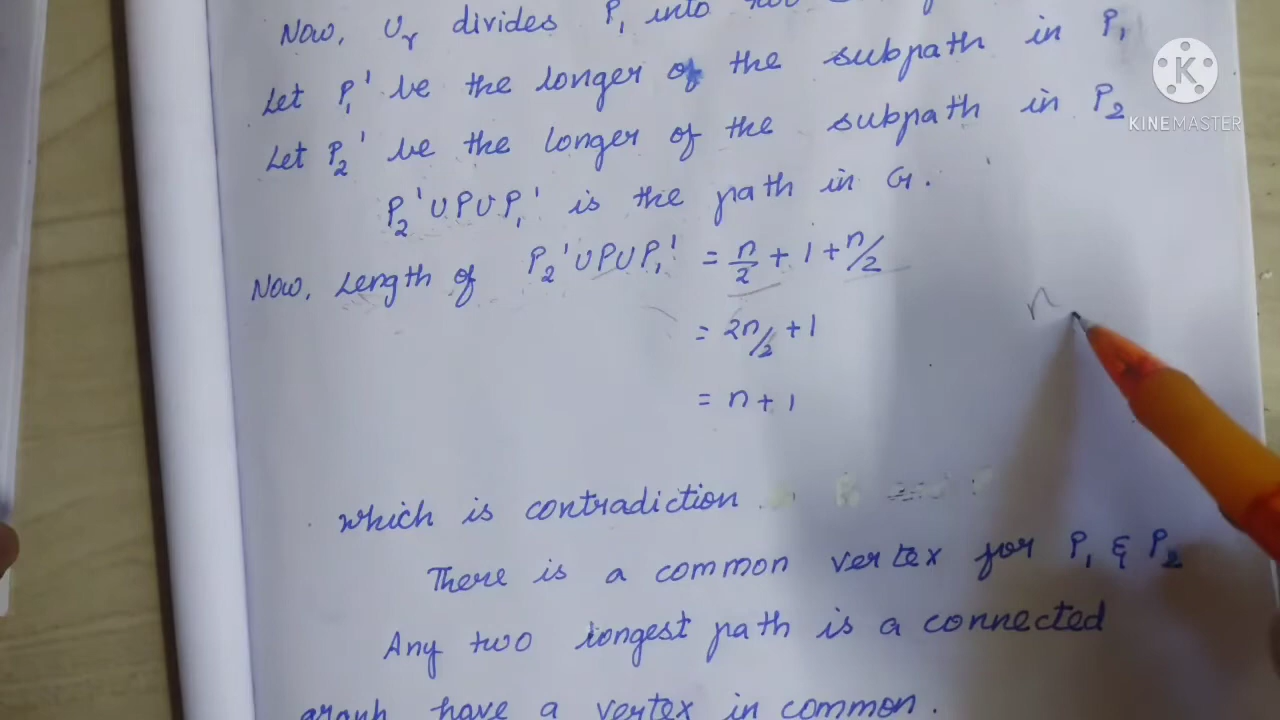 Now, Uᵣ divides P₁ into two
Let P₁' be the longer of the subpath in P₁
Let P₂' be the longer of the subpath in P₂
P₂' ∪ P ∪ P₁' is the path in G.
Now, Length of P₂' ∪ P ∪ P₁' = n/2 + 1 + n/2
= 2n/2 + 1
= n + 1
n
which is contradiction
There is a common vertex for P₁ & P₂
Any two longest path is a connected
graph have a vertex in common.
K
KINEMASTER